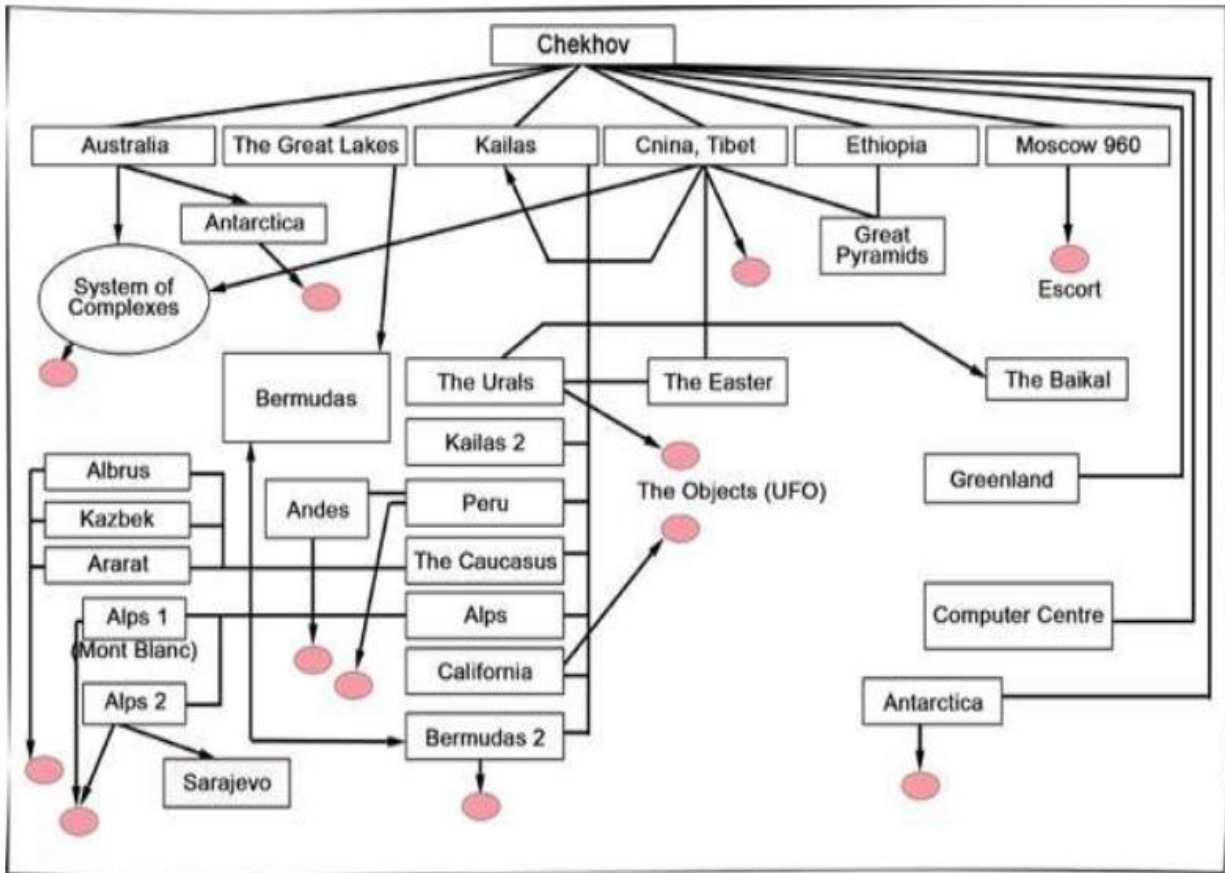 Chekhov
Australia
The Great Lakes
Kailas
Cnina, Tibet
Ethiopia
Moscow 960
Antarctica
Great
Pyramids
System of
Complexes
Escort
Bermudas
The Urals
The Easter
The Baikal
Kailas 2
Albrus
Andes
Peru
The Objects (UFO)
Greenland
Kazbek
Ararat
The Caucasus
Alps 1
(Mont Blanc)
Alps
Computer Centre
California
Alps 2
Antarctica
Bermudas 2
Sarajevo